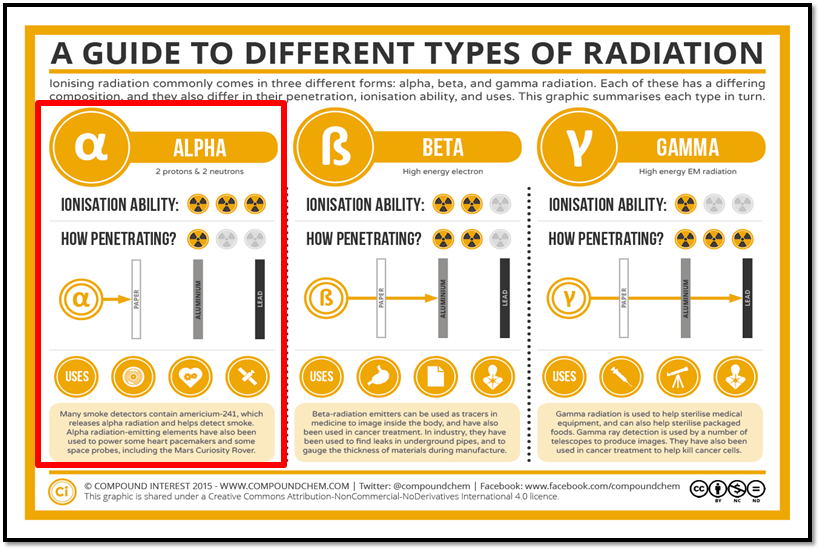 A GUIDE TO DIFFERENT TYPES OF RADIATION
Ionising radiation commonly comes in three different forms: alpha, beta, and gamma radiation. Each of these has a differing
composition, and they also differ in their penetration, ionisation ability, and uses. This graphic summarises each type in turn.
α
ALPHA
2 protons & 2 neutrons
IONISATION ABILITY:
HOW PENETRATING?
α
PAPER
ALUMINIUM
LEAD
USES
Many smoke detectors contain americium-241, which
releases alpha radiation and helps detect smoke.
Alpha radiation-emitting elements have also been
used to power some heart pacemakers and some
space probes, including the Mars Curiosity Rover.
ß
BETA
High energy electron
IONISATION ABILITY:
HOW PENETRATING?
ß
PAPER
ALUMINIUM
LEAD
USES
Beta-radiation emitters can be used as tracers in
medicine to image inside the body, and have also
been used in cancer treatment. In industry, they have
been used to find leaks in underground pipes, and to
gauge the thickness of materials during manufacture.
γ
GAMMA
High energy EM radiation
IONISATION ABILITY:
HOW PENETRATING?
γ
PAPER
ALUMINIUM
LEAD
USES
Gamma radiation is used to help sterilise medical
equipment, and can also help sterilise packaged
foods. Gamma ray detection is used by a number of
telescopes to produce images. They have also been
used in cancer treatment to help kill cancer cells.
Ci
© COMPOUND INTEREST 2015 - WWW.COMPOUNDCHEM.COM | Twitter: @compoundchem | Facebook: www.facebook.com/compoundchem
This graphic is shared under a Creative Commons Attribution-NonCommercial-NoDerivatives International 4.0 licence.
cc
BY NC ND